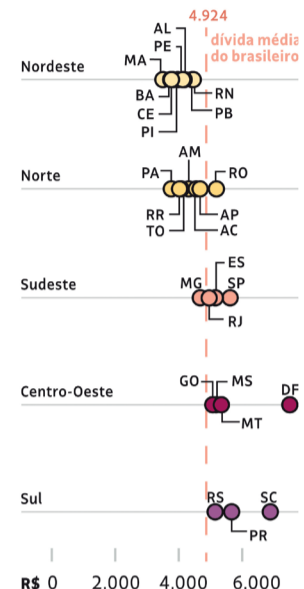 4.924
dívida média
do brasileiro
Nordeste
MA
PE
AL
BA
CE
PI
RN
PB
Norte
PA
AM
RO
RR
TO
AP
AC
Sudeste
MG
ES
SP
RJ
Centro-Oeste
GO
MS
DF
MT
Sul
RS
SC
PR
R$ 0 2.000 4.000 6.000